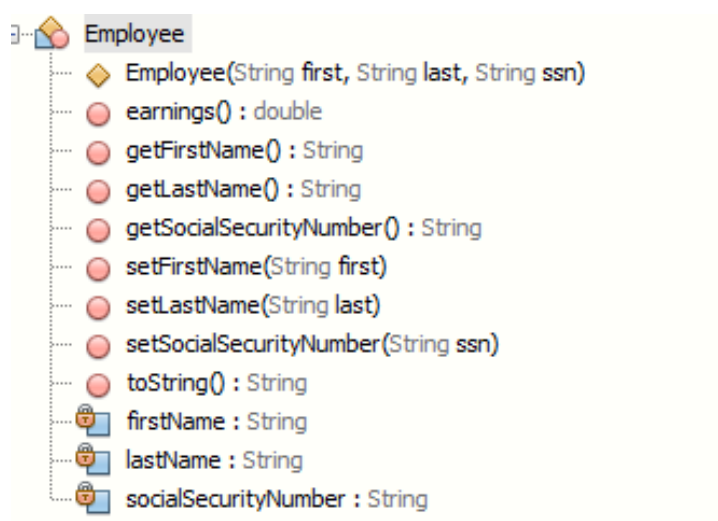 Employee
Employee(String first, String last, String ssn)
earnings() : double
getFirstName() : String
getLastName() : String
getSocialSecurityNumber() : String
setFirstName(String first)
setLastName(String last)
setSocialSecurityNumber(String ssn)
toString() : String
firstName : String
lastName : String
socialSecurityNumber : String